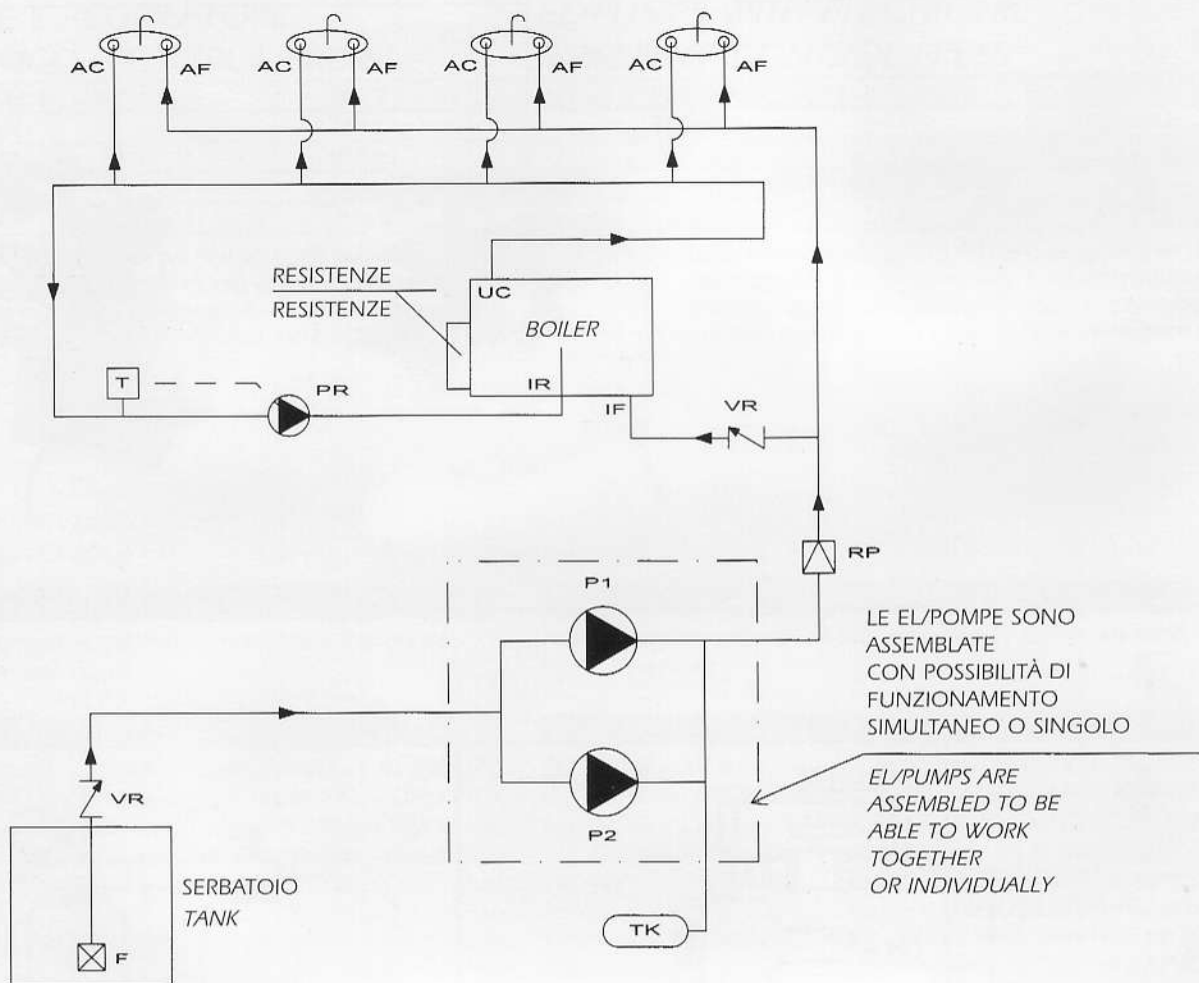 AC AF AC AF AC AF AC AF
RESISTENZE
RESISTENZE
UC
BOILER
IR
IF
T
PR
VR
RP
P1
P2
LE EL/POMPE SONO
ASSEMBLATE
CON POSSIBILITÀ DI
FUNZIONAMENTO
SIMULTANEO O SINGOLO
EL/PUMPS ARE
ASSEMBLED TO BE
ABLE TO WORK
TOGETHER
OR INDIVIDUALLY
VR
SERBATOIO
TANK
F
TK